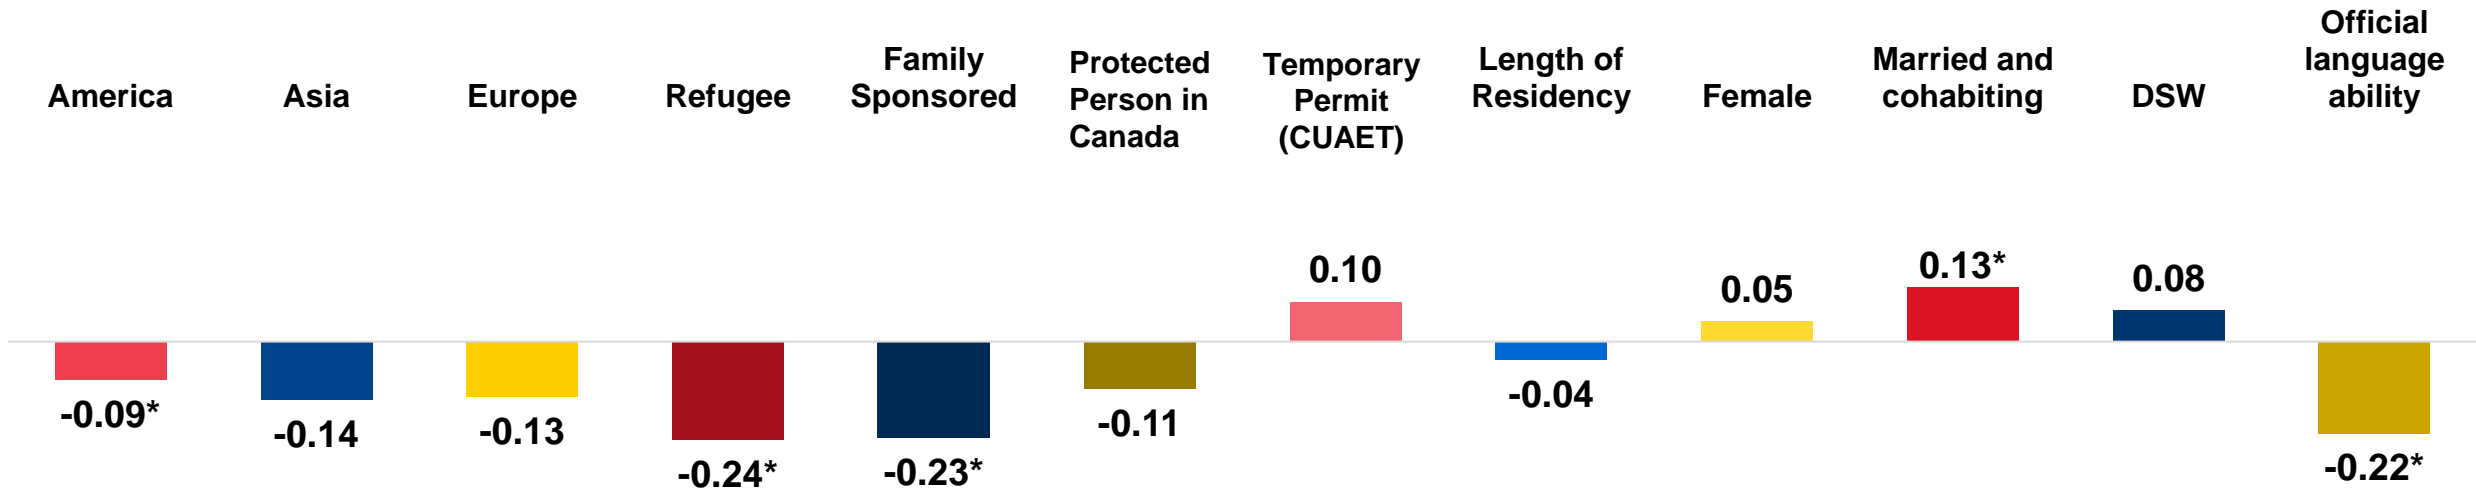 America
Asia
Europe
Refugee
Family
Sponsored
Protected
Person in
Canada
Temporary
Permit
(CUAET)
Length of
Residency
Female
Married and
cohabiting
DSW
Official
language
ability
-0.09*
-0.14
-0.13
-0.24*
-0.23*
-0.11
0.10
-0.04
0.05
0.13*
0.08
-0.22*